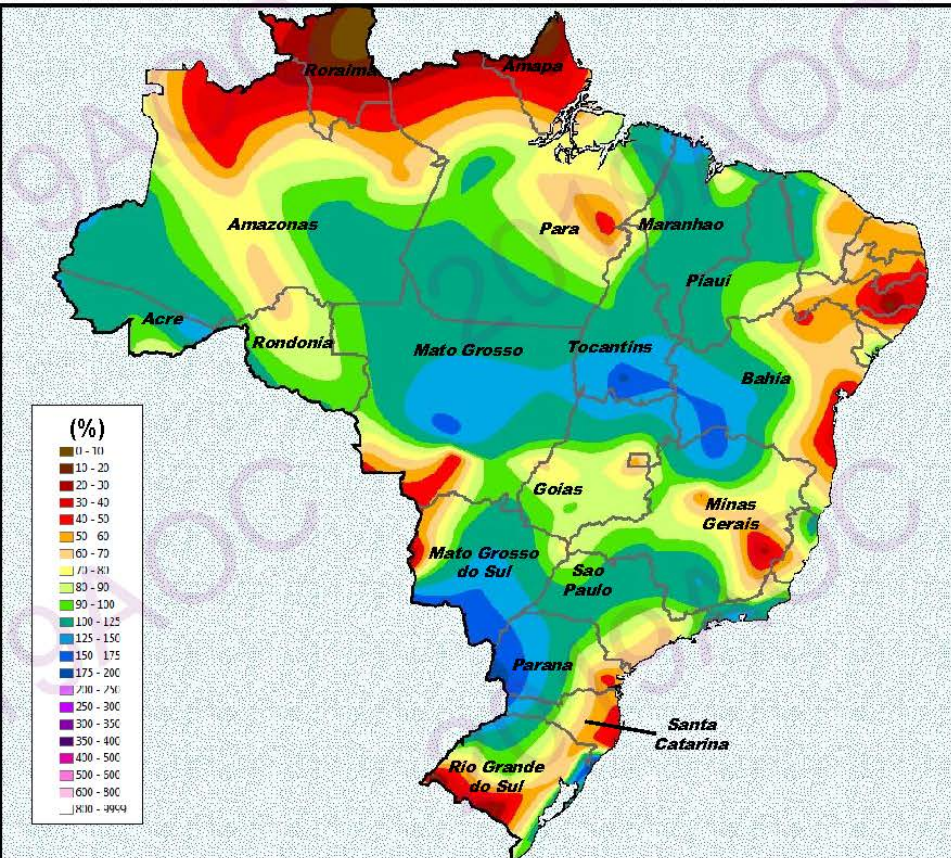 Roraima
Amapa
Amazonas
Para
Maranhao
Piaui
Acre
Rondonia
Mato Grosso
Tocantins
Bahia
(%)
0 - 10
10 - 20
20 - 30
30 - 40
40 - 50
50 - 60
60 - 70
70 - 80
80 - 90
90 - 100
100 - 125
125 - 150
150 - 175
175 - 200
200 - 250
250 - 300
300 - 350
350 - 400
400 - 500
500 - 600
600 - 800
800 - 9999
Goias
Minas
Gerais
Mato Grosso
do Sul
Sao
Paulo
Parana
Santa
Catarina
Rio Grande
do Sul